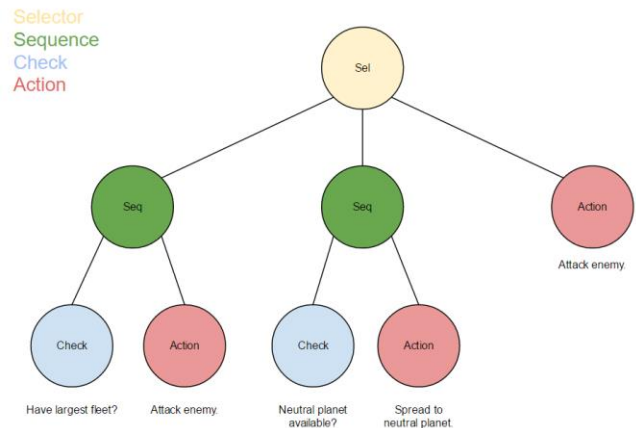 Selector
Sequence
Check
Action
Sel
Seq
Seq
Action
Attack enemy.
Check
Action
Check
Action
Have largest fleet?
Attack enemy.
Neutral planet
available?
Spread to
neutral planet.